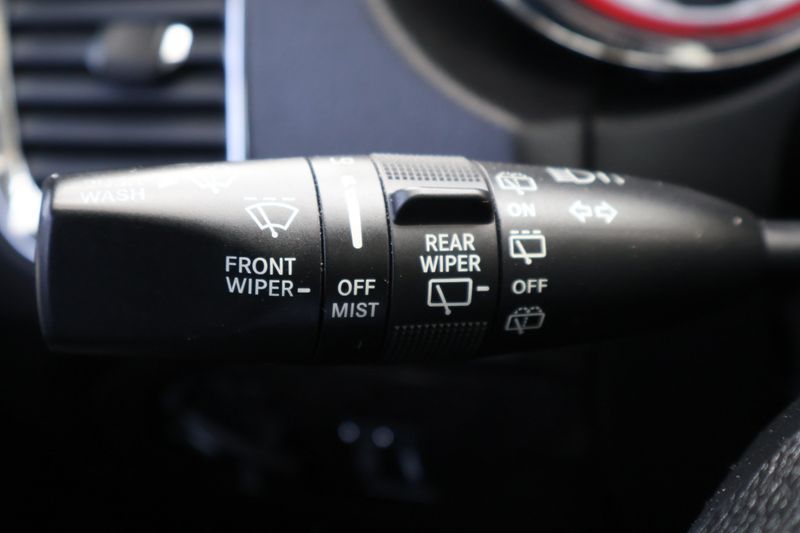 WASH
FRONT
WIPER
OFF
MIST
REAR
WIPER
ON
OFF